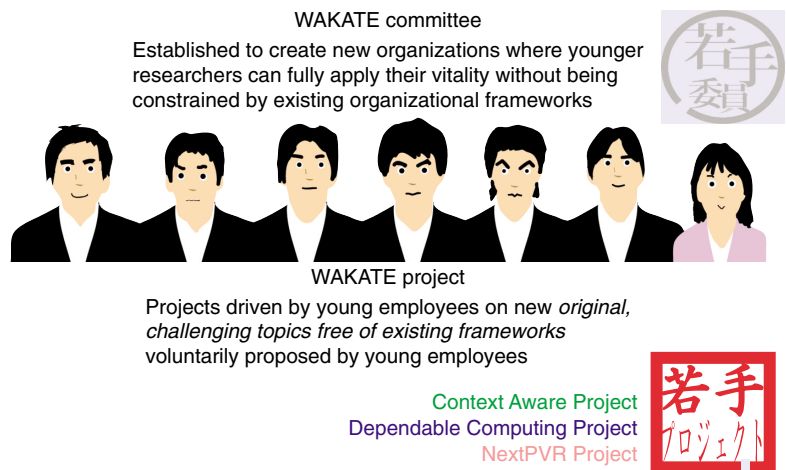 WAKATE committee
Established to create new organizations where younger
researchers can fully apply their vitality without being
constrained by existing organizational frameworks
若手
委員
WAKATE project
Projects driven by young employees on new original,
challenging topics free of existing frameworks
voluntarily proposed by young employees
Context Aware Project
Dependable Computing Project
NextPVR Project
若手
プロジェクト